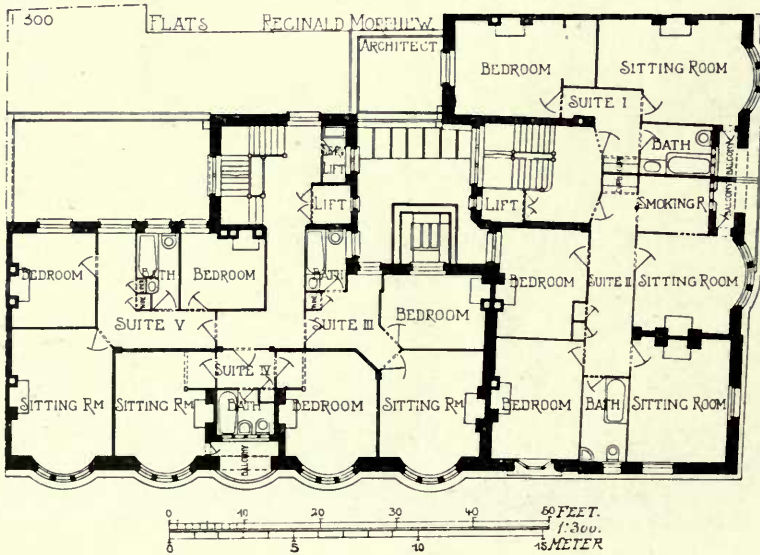 1 300 FLATS REGINALD MORPHEW.
ARCHITECT
BEDROOM SITTING ROOM
SUITE I
LIFT
BATH
BALCONY BALCONY
LIFT LIFT SMOKING R
BEDROOM BATH BEDROOM BATH BEDROOM SUITE II SITTING ROOM
SUITE V SUITE III BEDROOM
SUITE IV
SITTING RM SITTING RM BATH BEDROOM SITTING RM BEDROOM BATH SITTING ROOM
BALCONY
0 10 20 30 40 50 FEET.
1:300.
0 5 10 15 METER